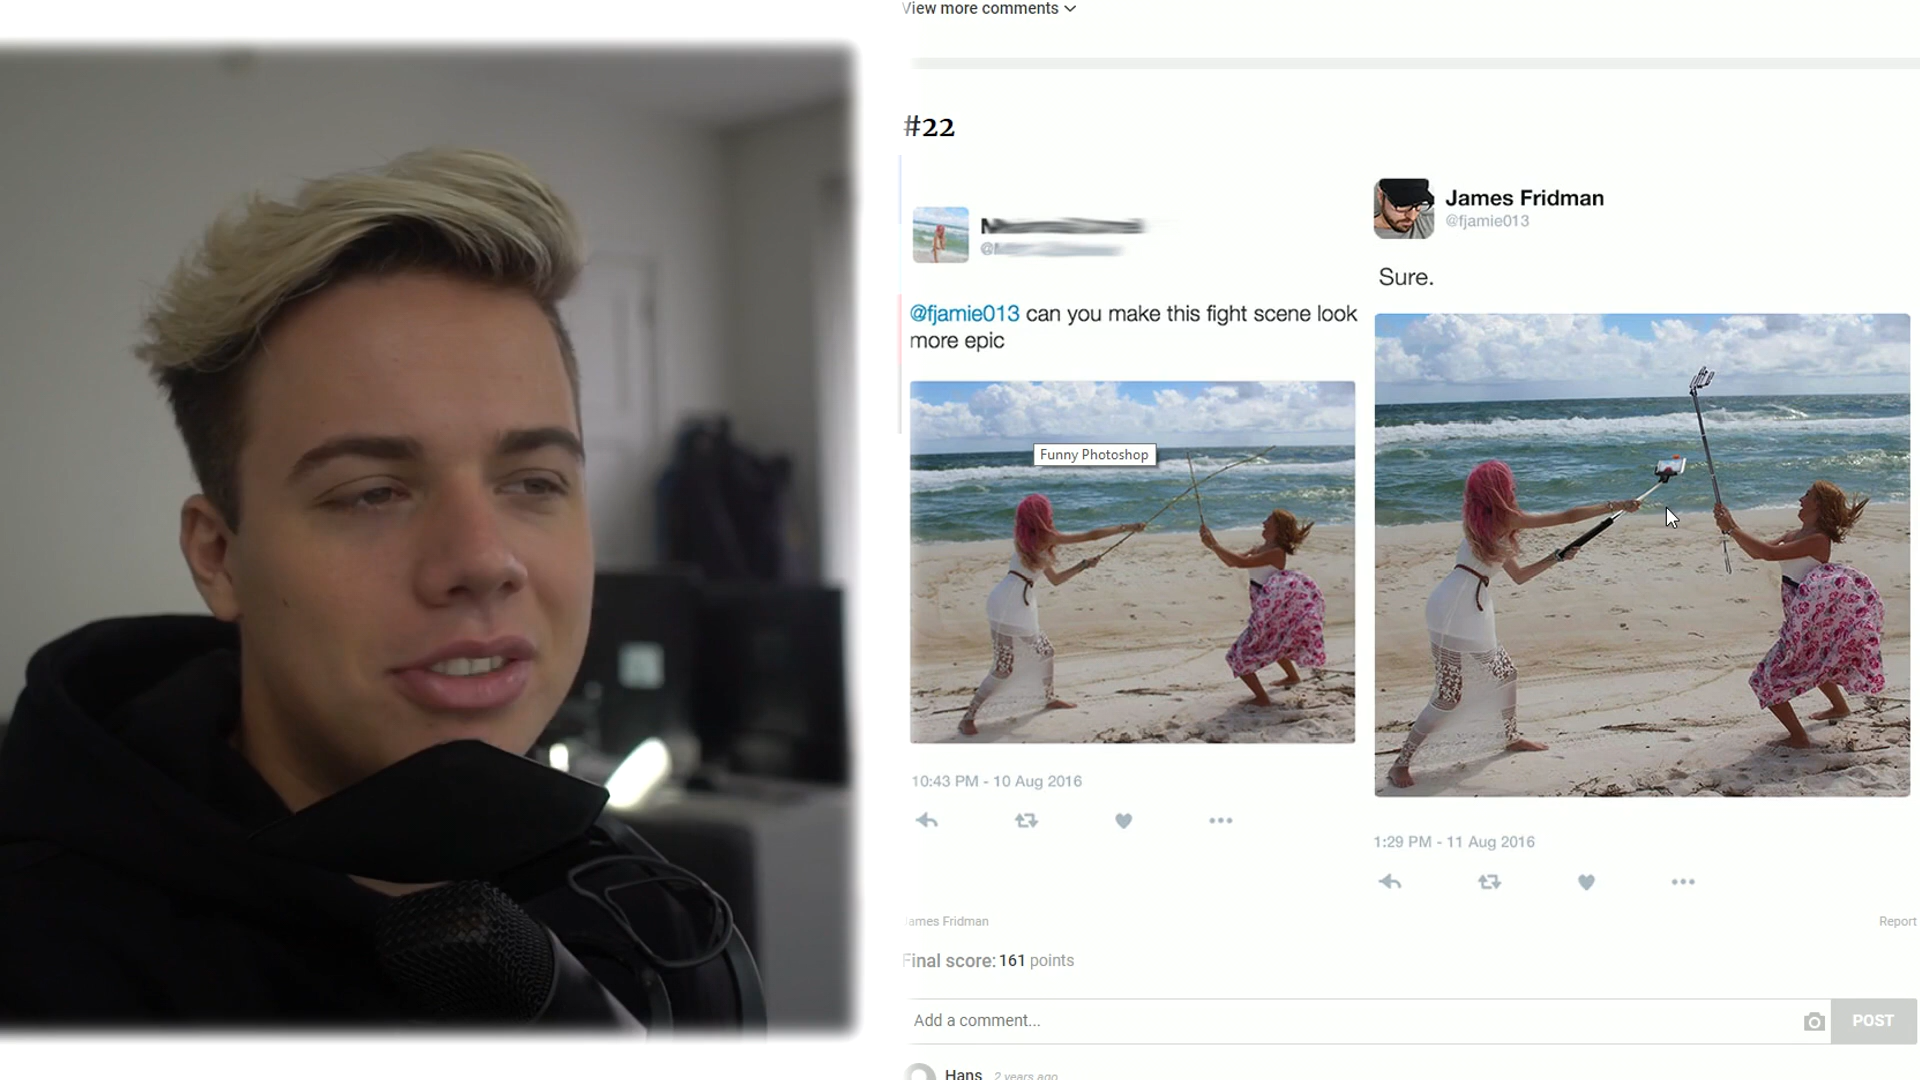 View more comments
#22
@fjamie013 can you make this fight scene look
more epic
Funny Photoshop
10:43 PM - 10 Aug 2016
James Fridman
@fjamie013
Sure.
1:29 PM - 11 Aug 2016
James Fridman
Report
Final score: 161 points
Add a comment...
POST
Hans 2 years ago